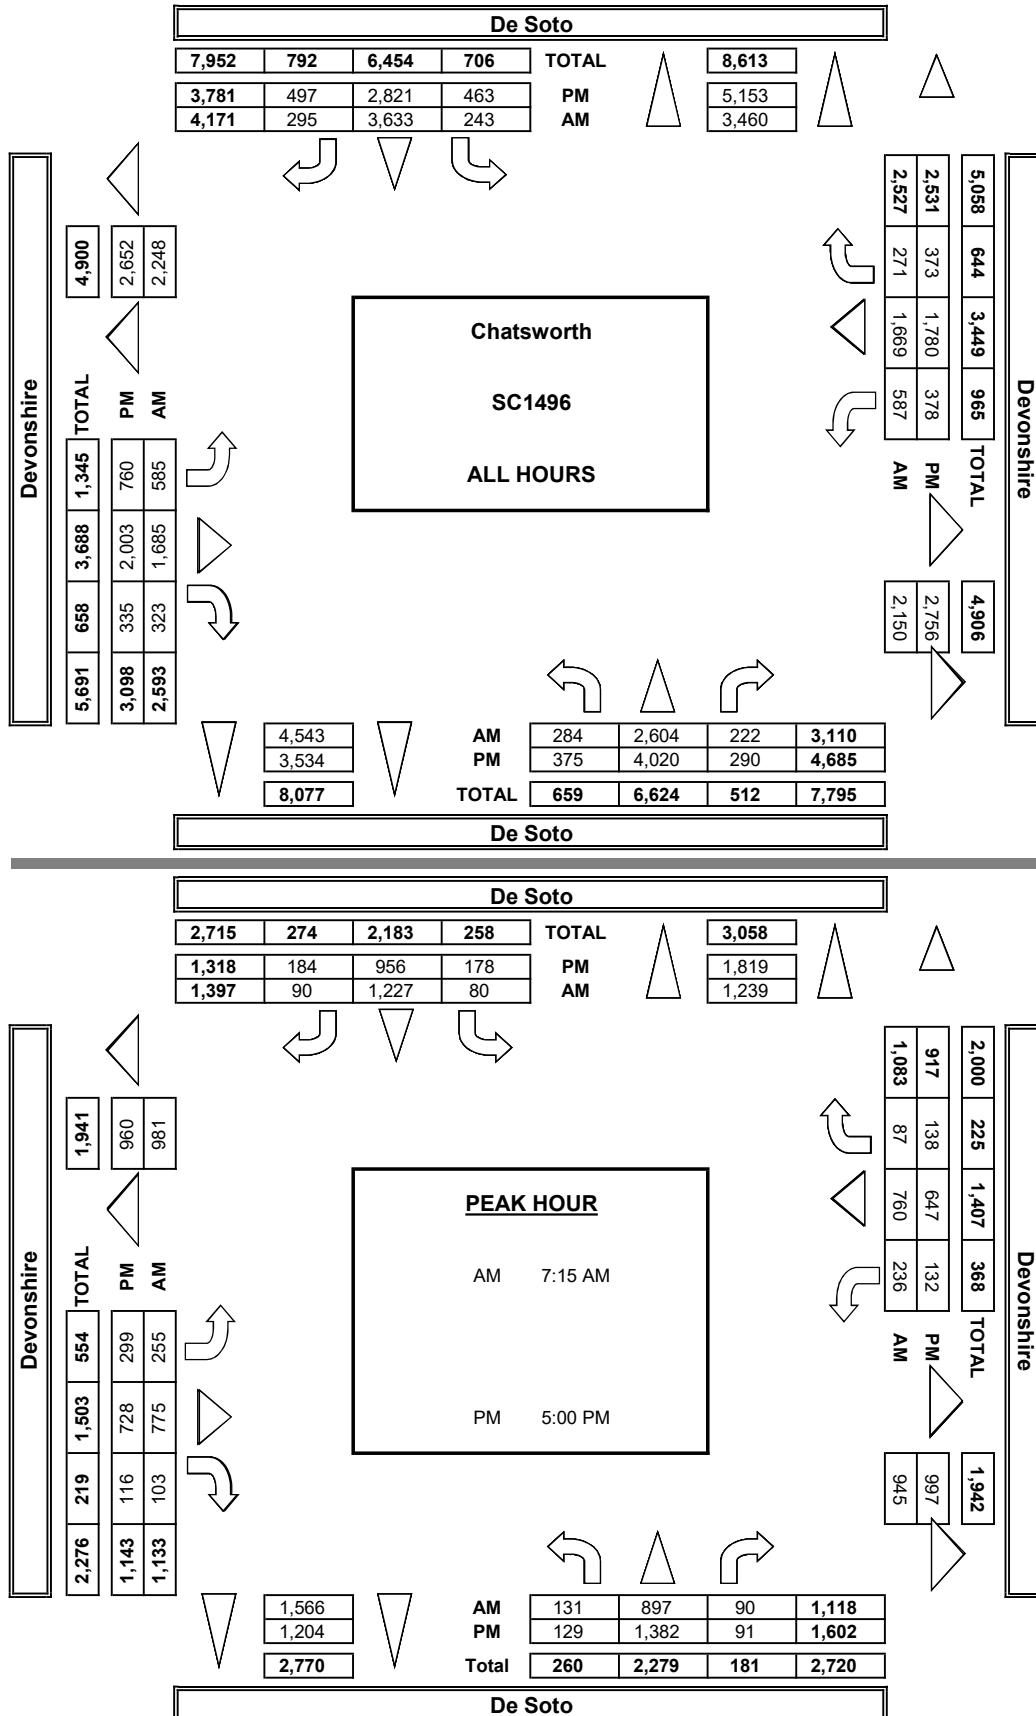 De Soto
7,952 792 6,454 706 TOTAL 8,613
3,781 497 2,821 463 PM 5,153
4,171 295 3,633 243 AM 3,460
Devonshire
4,900
2,652
2,248
TOTAL
PM
AM
1,345 3,688 658 5,691
760 2,003 335 3,098
585 1,685 323 2,593
Chatsworth
SC1496
ALL HOURS
5,058 644 3,449 965 TOTAL
2,531 373 1,780 378 PM
2,527 271 1,669 587 AM
4,906
2,756
2,150
Devonshire
4,543 AM 284 2,604 222 3,110
3,534 PM 375 4,020 290 4,685
8,077 TOTAL 659 6,624 512 7,795
De Soto
De Soto
2,715 274 2,183 258 TOTAL 3,058
1,318 184 956 178 PM 1,819
1,397 90 1,227 80 AM 1,239
Devonshire
1,941
960
981
TOTAL
PM
AM
554 1,503 219 2,276
299 728 116 1,143
255 775 103 1,133
PEAK HOUR
AM 7:15 AM
PM 5:00 PM
2,000 225 1,407 368 TOTAL
917 138 647 132 PM
1,083 87 760 236 AM
1,942
997
945
Devonshire
1,566 AM 131 897 90 1,118
1,204 PM 129 1,382 91 1,602
2,770 Total 260 2,279 181 2,720
De Soto